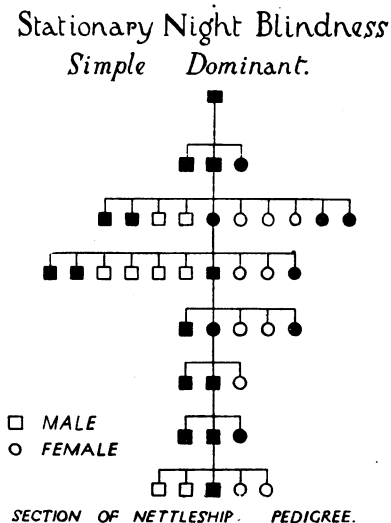 Stationary Night Blindness
Simple Dominant.
MALE
FEMALE
SECTION OF NETTLESHIP. PEDIGREE.